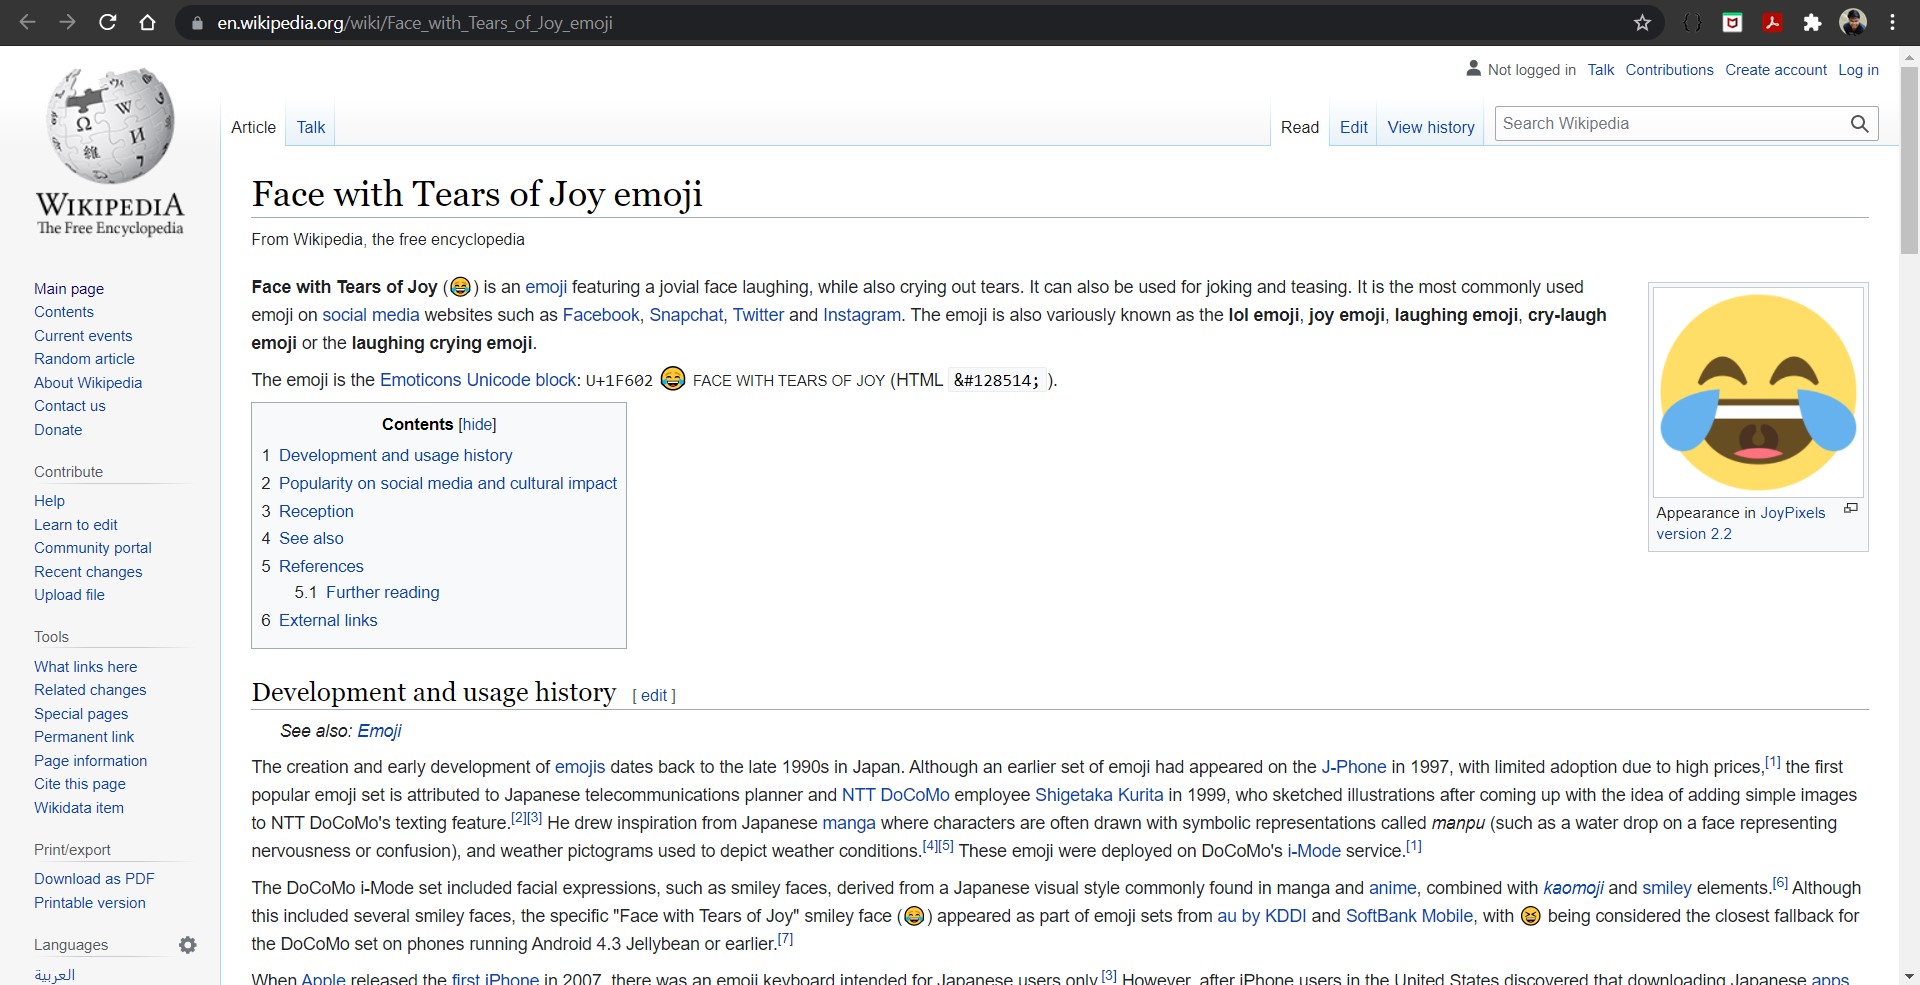 en.wikipedia.org/wiki/Face_with_Tears_of_Joy_emoji
Not logged in Talk Contributions Create account Log in
Article Talk Read Edit View history Search Wikipedia
WIKIPEDIA
The Free Encyclopedia
Main page
Contents
Current events
Random article
About Wikipedia
Contact us
Donate
Contribute
Help
Learn to edit
Community portal
Recent changes
Upload file
Tools
What links here
Related changes
Special pages
Permanent link
Page information
Cite this page
Wikidata item
Print/export
Download as PDF
Printable version
Languages
العربية
Face with Tears of Joy emoji
From Wikipedia, the free encyclopedia
Face with Tears of Joy (😂) is an emoji featuring a jovial face laughing, while also crying out tears. It can also be used for joking and teasing. It is the most commonly used
emoji on social media websites such as Facebook, Snapchat, Twitter and Instagram. The emoji is also variously known as the lol emoji, joy emoji, laughing emoji, cry-laugh
emoji or the laughing crying emoji.
The emoji is the Emoticons Unicode block: U+1F602 😂 FACE WITH TEARS OF JOY (HTML &#128514; ).
Appearance in JoyPixels
version 2.2
Contents [hide]
1 Development and usage history
2 Popularity on social media and cultural impact
3 Reception
4 See also
5 References
5.1 Further reading
6 External links
Development and usage history [ edit ]
See also: Emoji
The creation and early development of emojis dates back to the late 1990s in Japan. Although an earlier set of emoji had appeared on the J-Phone in 1997, with limited adoption due to high prices,[1] the first
popular emoji set is attributed to Japanese telecommunications planner and NTT DoCoMo employee Shigetaka Kurita in 1999, who sketched illustrations after coming up with the idea of adding simple images
to NTT DoCoMo's texting feature.[2][3] He drew inspiration from Japanese manga where characters are often drawn with symbolic representations called manpu (such as a water drop on a face representing
nervousness or confusion), and weather pictograms used to depict weather conditions.[4][5] These emoji were deployed on DoCoMo's i-Mode service.[1]
The DoCoMo i-Mode set included facial expressions, such as smiley faces, derived from a Japanese visual style commonly found in manga and anime, combined with kaomoji and smiley elements.[6] Although
this included several smiley faces, the specific "Face with Tears of Joy" smiley face (😂) appeared as part of emoji sets from au by KDDI and SoftBank Mobile, with 😆 being considered the closest fallback for
the DoCoMo set on phones running Android 4.3 Jellybean or earlier.[7]
When Apple released the first iPhone in 2007, there was an emoji keyboard intended for Japanese users only.[3] However, after iPhone users in the United States discovered that downloading Japanese apps